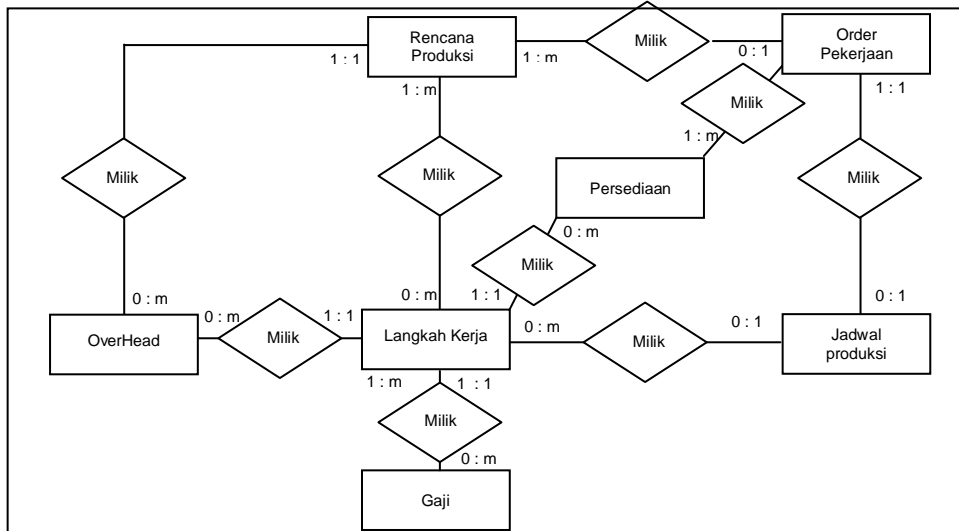 Rencana
Produksi
Milik
Order
Pekerjaan
1 : 1
1 : m
0 : 1
1 : m
1 : 1
Milik
1 : m
Milik
Milik
Persediaan
Milik
0 : m
Milik
0 : m
0 : m
1 : 1
0 : 1
OverHead
0 : m
Milik
1 : 1
Langkah Kerja
0 : m
Milik
0 : 1
Jadwal
produksi
1 : m
1 : 1
Milik
0 : m
Gaji